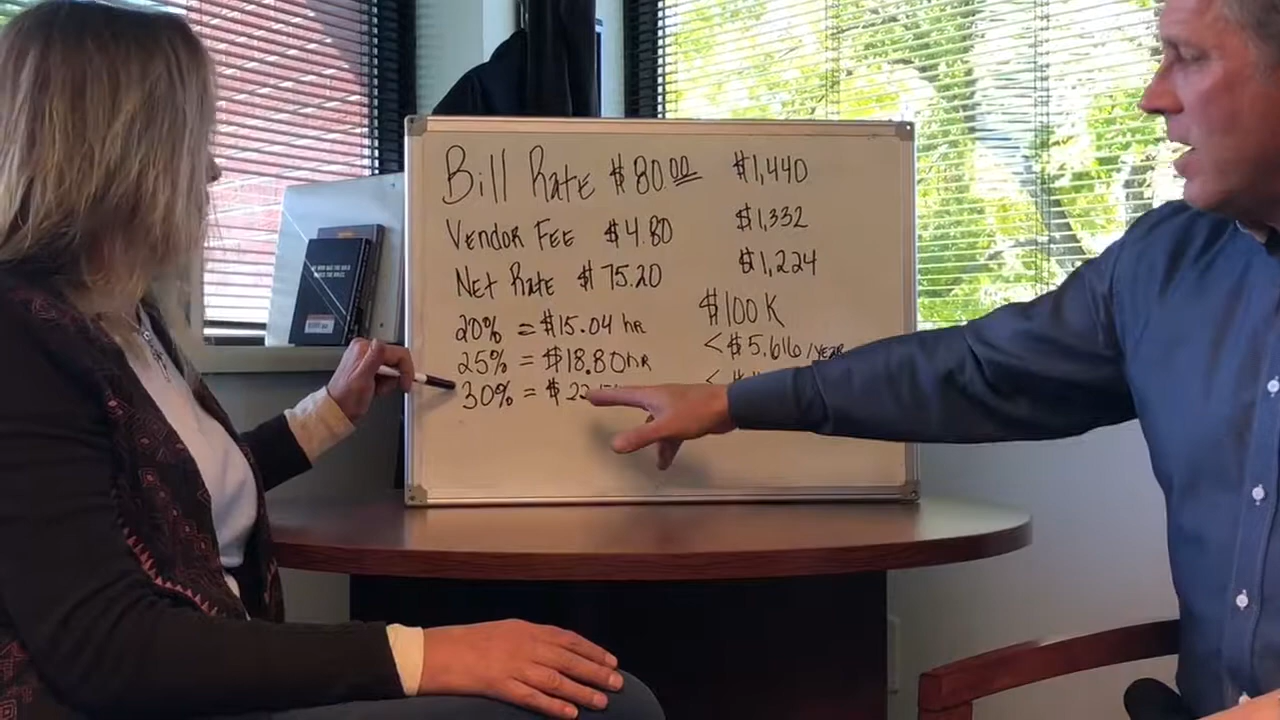 Bill Rate $80.00
Vendor Fee $4.80
Net Rate $75.20
20% = $15.04 hr
25% = $18.80 hr
30% = $22
$1,440
$1,332
$1,224
$100 K
< $5,616/year
<